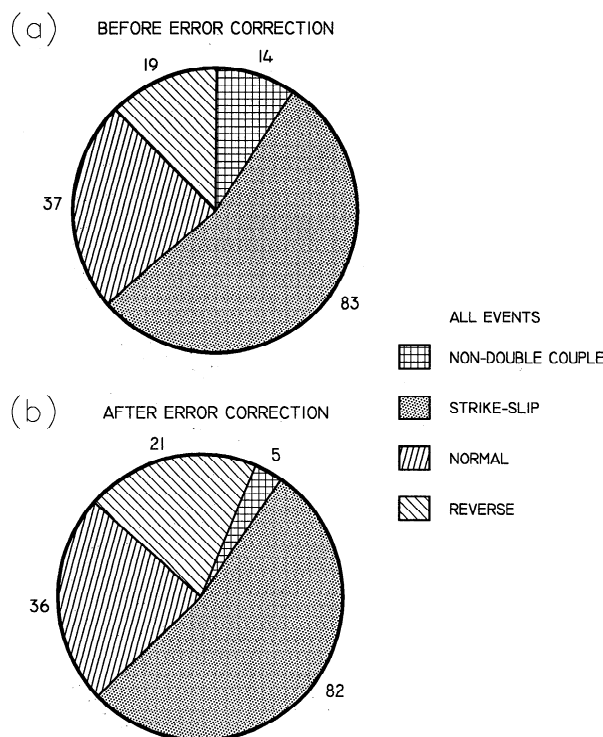 (a) BEFORE ERROR CORRECTION
19
14
37
83
ALL EVENTS
NON-DOUBLE COUPLE
STRIKE-SLIP
NORMAL
REVERSE
(b) AFTER ERROR CORRECTION
21
5
36
82